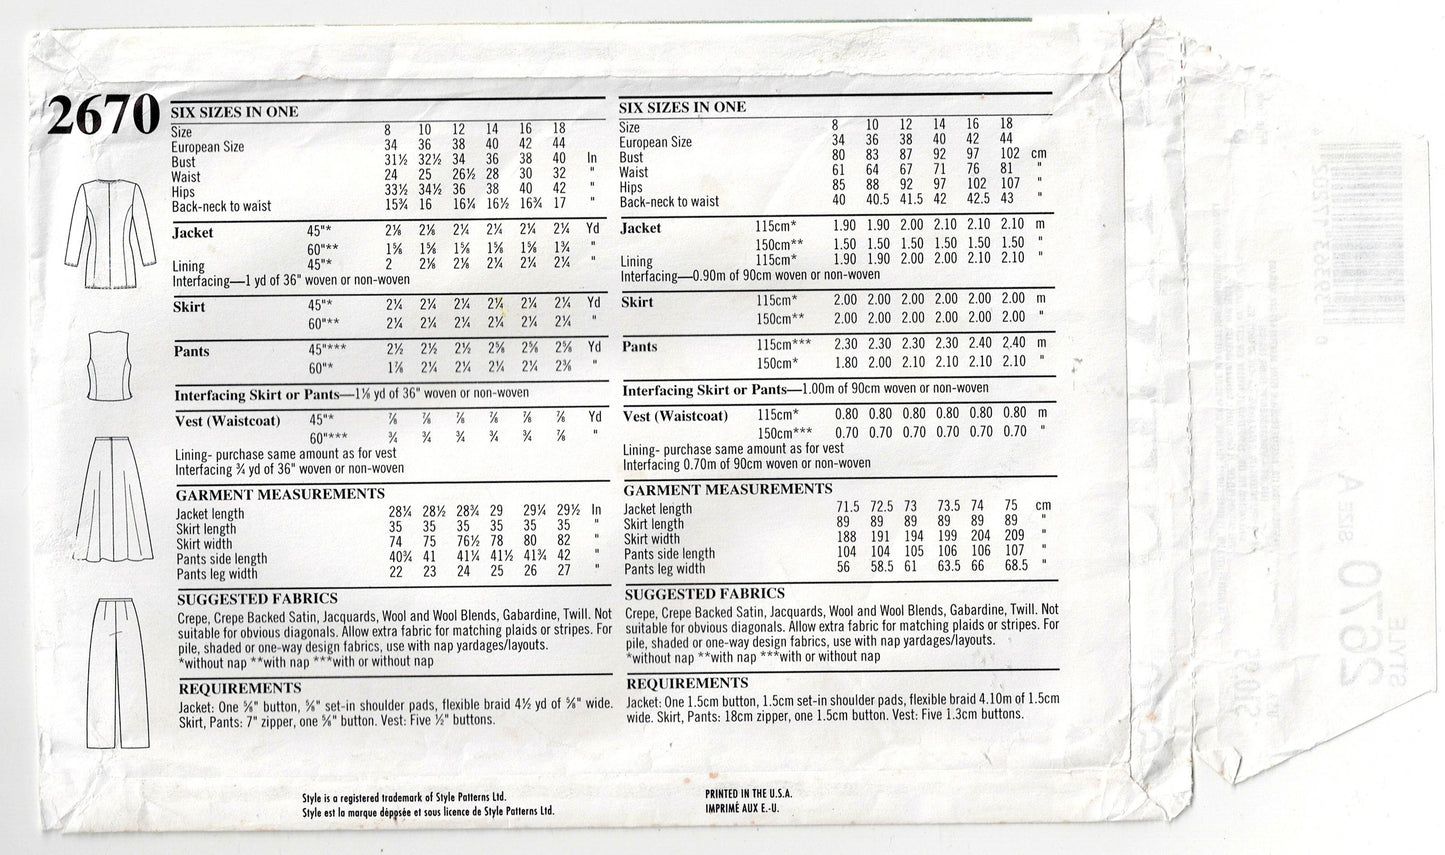 2670
SIX SIZES IN ONE
Size 8 10 12 14 16 18
European Size 34 36 38 40 42 44
Bust 31½ 32½ 34 36 38 40 In
Waist 24 25 26½ 28 30 32 "
Hips 33½ 34½ 36 38 40 42 "
Back-neck to waist 15¾ 16 16¼ 16½ 16¾ 17 "
Jacket 45"* 2⅛ 2⅛ 2¼ 2¼ 2¼ 2¼ Yd
60"** 1⅝ 1⅝ 1⅝ 1⅝ 1⅝ 1¾ "
Lining 45"* 2 2⅛ 2⅛ 2¼ 2¼ 2¼ "
Interfacing—1 yd of 36" woven or non-woven
Skirt 45"* 2¼ 2¼ 2¼ 2¼ 2¼ 2¼ Yd
60"** 2¼ 2¼ 2¼ 2¼ 2¼ 2¼ "
Pants 45"*** 2½ 2½ 2½ 2⅝ 2⅝ 2⅝ Yd
60"* 1⅞ 2¼ 2¼ 2¼ 2¼ 2⅜ "
Interfacing Skirt or Pants—1⅛ yd of 36" woven or non-woven
Vest (Waistcoat) 45"* ⅞ ⅞ ⅞ ⅞ ⅞ ⅞ Yd
60"*** ¾ ¾ ¾ ¾ ¾ ⅞ "
Lining- purchase same amount as for vest
Interfacing ¾ yd of 36" woven or non-woven
GARMENT MEASUREMENTS
Jacket length 28¼ 28½ 28¾ 29 29¼ 29½ In
Skirt length 35 35 35 35 35 35 "
Skirt width 74 75 76½ 78 80 82 "
Pants side length 40¾ 41 41¼ 41½ 41¾ 42 "
Pants leg width 22 23 24 25 26 27 "
SUGGESTED FABRICS
Crepe, Crepe Backed Satin, Jacquards, Wool and Wool Blends, Gabardine, Twill. Not
suitable for obvious diagonals. Allow extra fabric for matching plaids or stripes. For
pile, shaded or one-way design fabrics, use with nap yardages/layouts.
*without nap **with nap ***with or without nap
REQUIREMENTS
Jacket: One ⅝" button, ⅝" set-in shoulder pads, flexible braid 4½ yd of ⅝" wide.
Skirt, Pants: 7" zipper, one ⅝" button. Vest: Five ½" buttons.
SIX SIZES IN ONE
Size 8 10 12 14 16 18
European Size 34 36 38 40 42 44
Bust 80 83 87 92 97 102 cm
Waist 61 64 67 71 76 81 "
Hips 85 88 92 97 102 107 "
Back-neck to waist 40 40.5 41.5 42 42.5 43 "
Jacket 115cm* 1.90 1.90 2.00 2.10 2.10 2.10 m
150cm** 1.50 1.50 1.50 1.50 1.50 1.50 "
Lining 115cm* 1.90 1.90 2.00 2.00 2.10 2.10 "
Interfacing—0.90m of 90cm woven or non-woven
Skirt 115cm* 2.00 2.00 2.00 2.00 2.00 2.00 m
150cm** 2.00 2.00 2.00 2.00 2.00 2.00 "
Pants 115cm*** 2.30 2.30 2.30 2.30 2.40 2.40 m
150cm* 1.80 2.00 2.10 2.10 2.10 2.10 "
Interfacing Skirt or Pants—1.00m of 90cm woven or non-woven
Vest (Waistcoat) 115cm* 0.80 0.80 0.80 0.80 0.80 0.80 m
150cm*** 0.70 0.70 0.70 0.70 0.70 0.70 "
Lining- purchase same amount as for vest
Interfacing 0.70m of 90cm woven or non-woven
GARMENT MEASUREMENTS
Jacket length 71.5 72.5 73 73.5 74 75 cm
Skirt length 89 89 89 89 89 89 "
Skirt width 188 191 194 199 204 209 "
Pants side length 104 104 105 106 106 107 "
Pants leg width 56 58.5 61 63.5 66 68.5 "
SUGGESTED FABRICS
Crepe, Crepe Backed Satin, Jacquards, Wool and Wool Blends, Gabardine, Twill. Not
suitable for obvious diagonals. Allow extra fabric for matching plaids or stripes. For
pile, shaded or one-way design fabrics, use with nap yardages/layouts.
*without nap **with nap ***with or without nap
REQUIREMENTS
Jacket: One 1.5cm button, 1.5cm set-in shoulder pads, flexible braid 4.10m of 1.5cm
wide. Skirt, Pants: 18cm zipper, one 1.5cm button. Vest: Five 1.3cm buttons.
Style is a registered trademark of Style Patterns Ltd.
Style est la marque déposée et sous licence de Style Patterns Ltd.
PRINTED IN THE U.S.A.
IMPRIMÉ AUX E.-U.
STYLE
2670
SIZE A